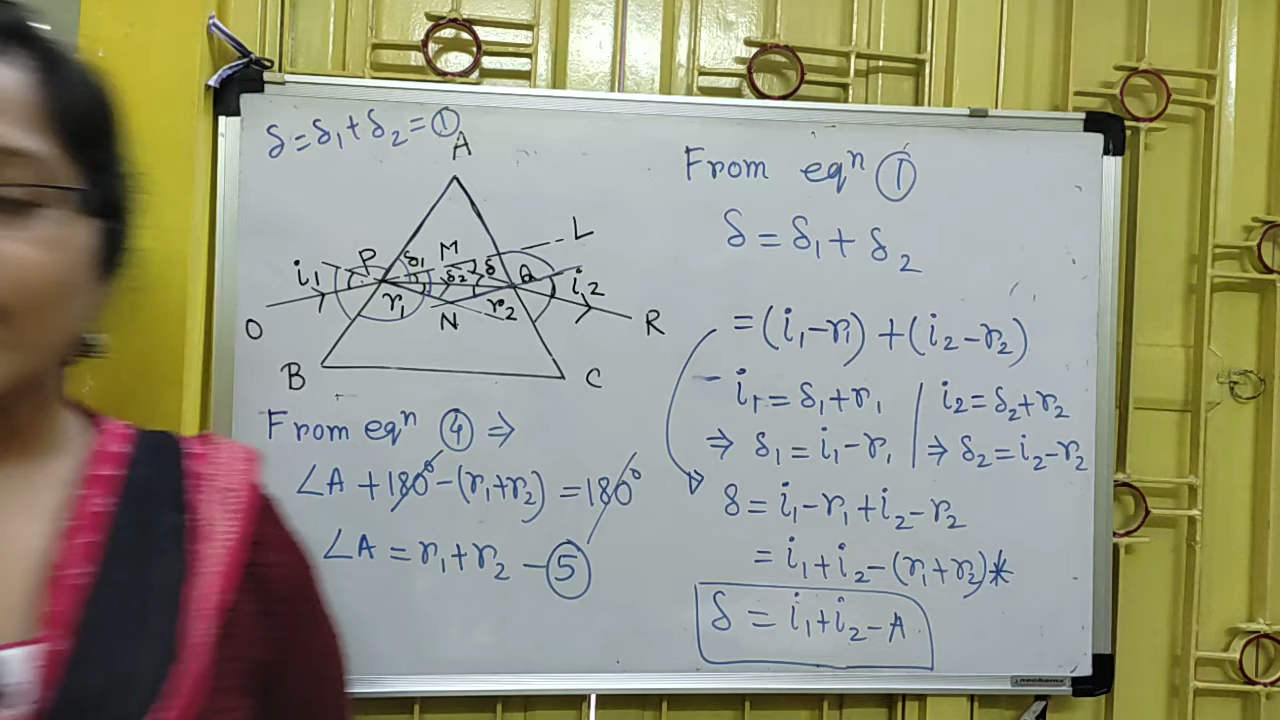 δ = δ₁ + δ₂ = ①
A
P δ₁ M δ₂ δ Q L
i₁ r₁ N r₂ i₂
O R
B C
From eqⁿ ④ ⇒
∠A + 180° - (r₁+r₂) = 180°
∠A = r₁ + r₂ - ⑤
From eqⁿ ①
δ = δ₁ + δ₂
= (i₁-r₁) + (i₂-r₂)
i₁ = δ₁ + r₁ | i₂ = δ₂ + r₂
⇒ δ₁ = i₁ - r₁ | ⇒ δ₂ = i₂ - r₂
δ = i₁ - r₁ + i₂ - r₂
= i₁ + i₂ - (r₁+r₂)*
δ = i₁ + i₂ - A